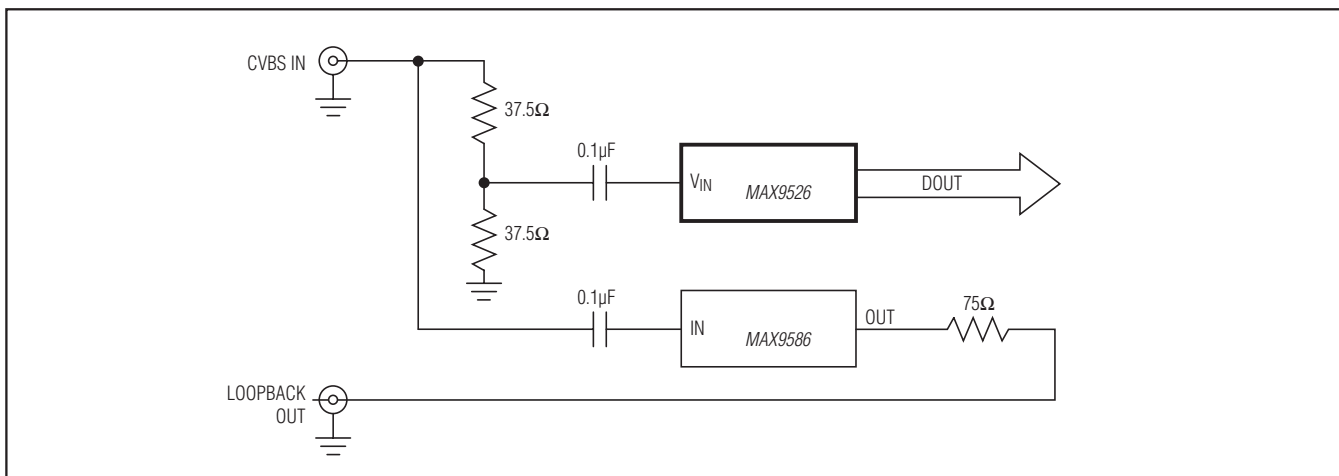 CVBS IN
37.5Ω
0.1µF
VIN
MAX9526
DOUT
37.5Ω
0.1µF
IN
MAX9586
OUT
75Ω
LOOPBACK
OUT